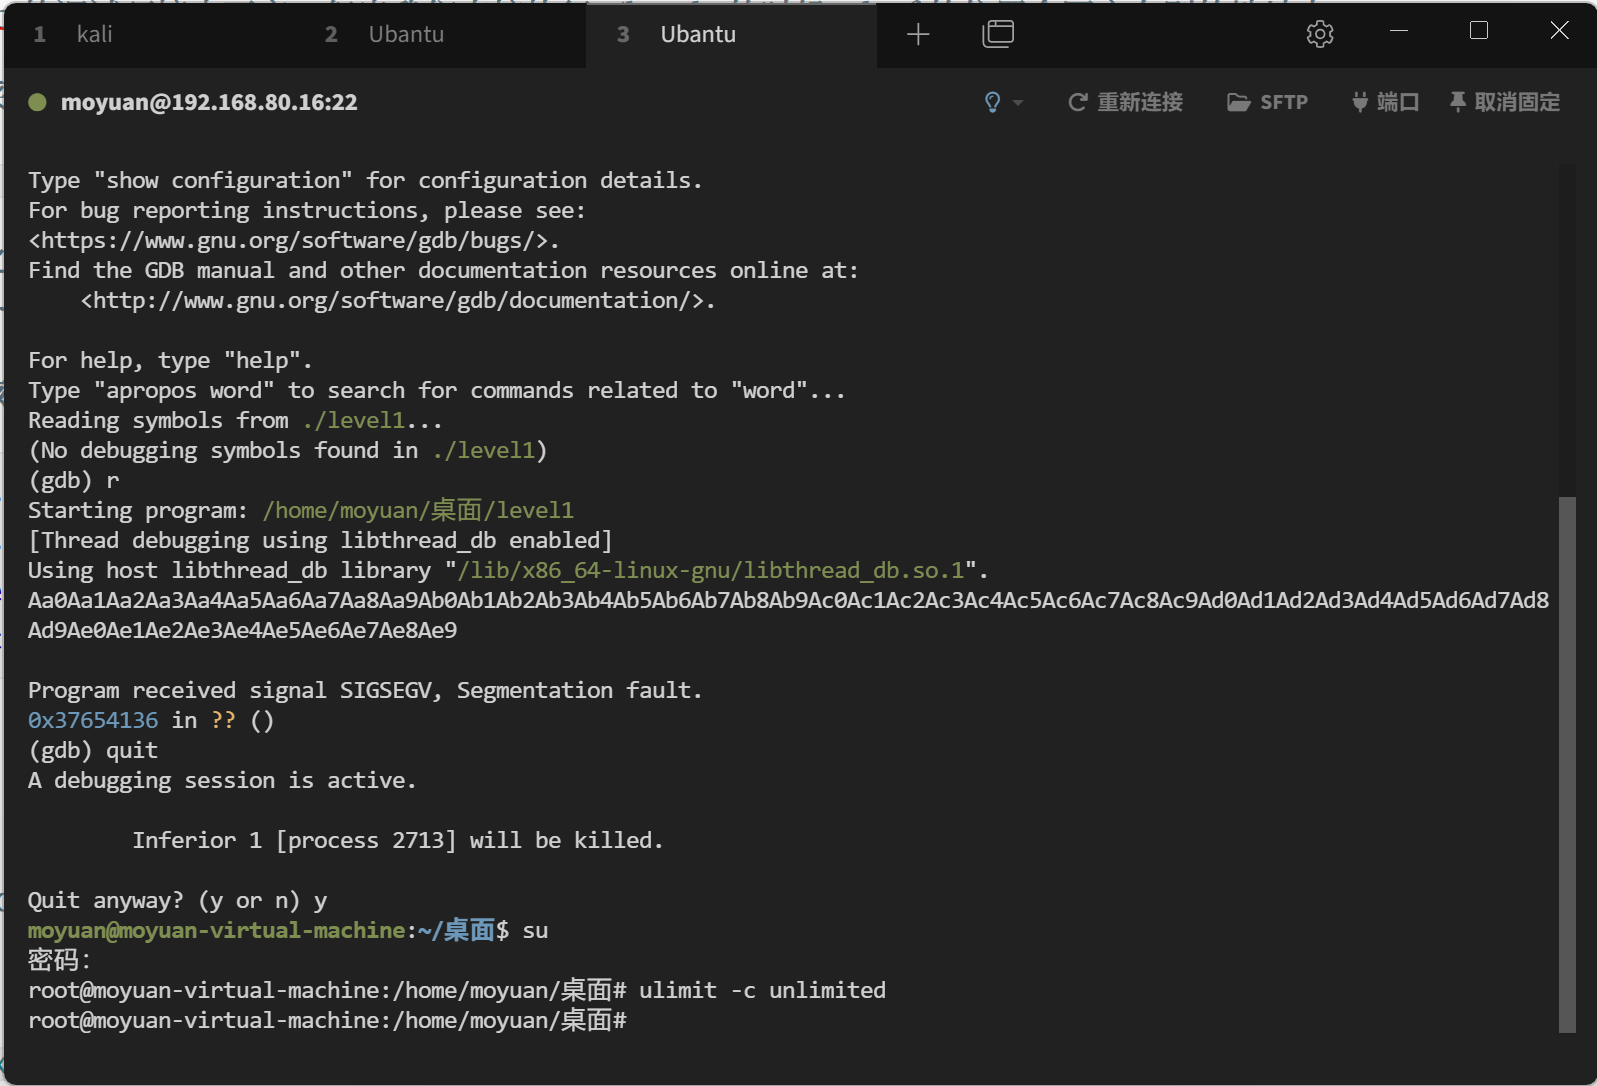 1 kali 2 Ubantu 3 Ubantu
moyuan@192.168.80.16:22 重新连接 SFTP 端口 取消固定
Type "show configuration" for configuration details.
For bug reporting instructions, please see:
<https://www.gnu.org/software/gdb/bugs/>.
Find the GDB manual and other documentation resources online at:
    <http://www.gnu.org/software/gdb/documentation/>.
For help, type "help".
Type "apropos word" to search for commands related to "word"...
Reading symbols from ./level1...
(No debugging symbols found in ./level1)
(gdb) r
Starting program: /home/moyuan/桌面/level1
[Thread debugging using libthread_db enabled]
Using host libthread_db library "/lib/x86_64-linux-gnu/libthread_db.so.1".
Aa0Aa1Aa2Aa3Aa4Aa5Aa6Aa7Aa8Aa9Ab0Ab1Ab2Ab3Ab4Ab5Ab6Ab7Ab8Ab9Ac0Ac1Ac2Ac3Ac4Ac5Ac6Ac7Ac8Ac9Ad0Ad1Ad2Ad3Ad4Ad5Ad6Ad7Ad8
Ad9Ae0Ae1Ae2Ae3Ae4Ae5Ae6Ae7Ae8Ae9
Program received signal SIGSEGV, Segmentation fault.
0x37654136 in ?? ()
(gdb) quit
A debugging session is active.
        Inferior 1 [process 2713] will be killed.
Quit anyway? (y or n) y
moyuan@moyuan-virtual-machine:~/桌面$ su
密码：
root@moyuan-virtual-machine:/home/moyuan/桌面# ulimit -c unlimited
root@moyuan-virtual-machine:/home/moyuan/桌面#